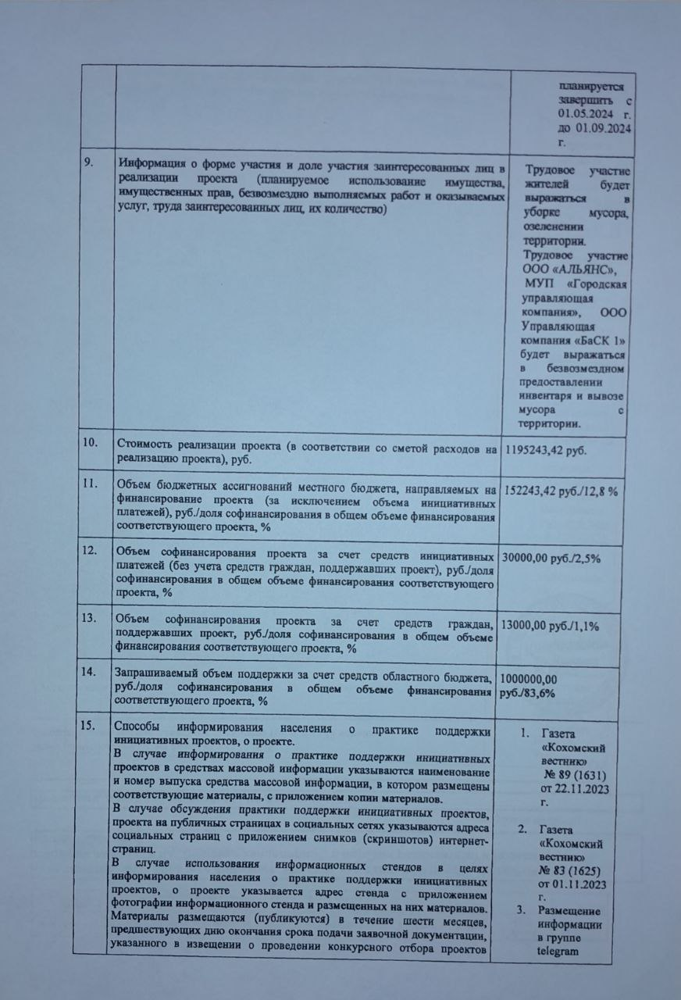 планируется
завершить с
01.05.2024 г.
до 01.09.2024
г.
9.
Информация о форме участия и доле участия заинтересованных лиц в
реализации проекта (планируемое использование имущества,
имущественных прав, безвозмездно выполняемых работ и оказываемых
услуг, труда заинтересованных лиц, их количество)
Трудовое участие
жителей будет
выражаться в
уборке мусора,
озеленении
территории.
Трудовое участие
ООО «АЛЬЯНС»,
МУП «Городская
управляющая
компания», ООО
Управляющая
компания «БаСК 1»
будет выражаться
в безвозмездном
предоставлении
инвентаря и вывозе
мусора с
территории.
10.
Стоимость реализации проекта (в соответствии со сметой расходов на
реализацию проекта), руб.
1195243,42 руб.
11.
Объем бюджетных ассигнований местного бюджета, направляемых на
финансирование проекта (за исключением объема инициативных
платежей), руб./доля софинансирования в общем объеме финансирования
соответствующего проекта, %
152243,42 руб./12,8 %
12.
Объем софинансирования проекта за счет средств инициативных
платежей (без учета средств граждан, поддержавших проект), руб./доля
софинансирования в общем объеме финансирования соответствующего
проекта, %
30000,00 руб./2,5%
13.
Объем софинансирования проекта за счет средств граждан,
поддержавших проект, руб./доля софинансирования в общем объеме
финансирования соответствующего проекта, %
13000,00 руб./1,1%
14.
Запрашиваемый объем поддержки за счет средств областного бюджета,
руб./доля софинансирования в общем объеме финансирования
соответствующего проекта, %
1000000,00
руб./83,6%
15.
Способы информирования населения о практике поддержки
инициативных проектов, о проекте.
В случае информирования о практике поддержки инициативных
проектов в средствах массовой информации указываются наименование
и номер выпуска средства массовой информации, в котором размещены
соответствующие материалы, с приложением копии материалов.
В случае обсуждения практики поддержки инициативных проектов,
проекта на публичных страницах в социальных сетях указываются адреса
социальных страниц с приложением снимков (скриншотов) интернет-
страниц.
В случае использования информационных стендов в целях
информирования населения о практике поддержки инициативных
проектов, о проекте указывается адрес стенда с приложением
фотографии информационного стенда и размещенных на них материалов.
Материалы размещаются (публикуются) в течение шести месяцев,
предшествующих дню окончания срока подачи заявочной документации,
указанного в извещении о проведении конкурсного отбора проектов
1. Газета
«Кохомский
вестник»
№ 89 (1631)
от 22.11.2023
г.
2. Газета
«Кохомский
вестник»
№ 83 (1625)
от 01.11.2023
г.
3. Размещение
информации
в группе
telegram